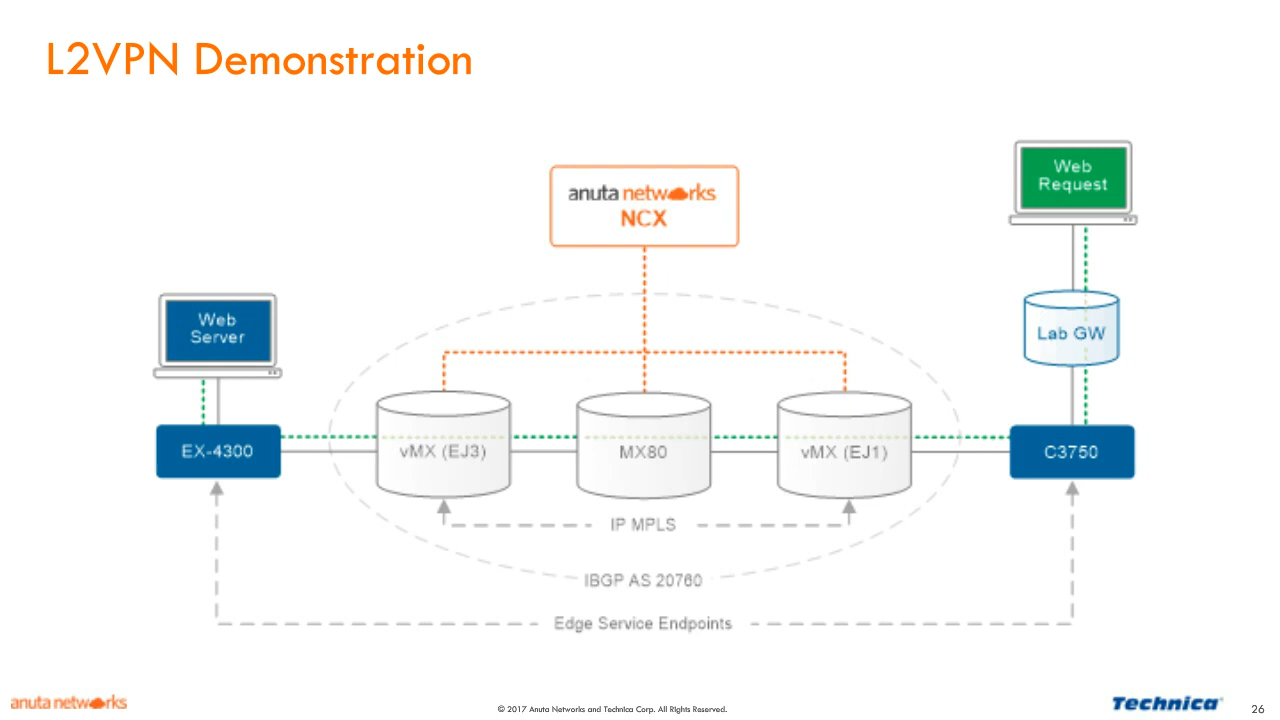 L2VPN Demonstration
Web
Request
anuta networks
NCX
Web
Server
Lab GW
EX-4300
vMX (EJ3)
MX80
vMX (EJ1)
C3750
IP MPLS
IBGP AS 20760
Edge Service Endpoints
anuta networks
© 2017 Anuta Networks and Technica Corp. All Rights Reserved.
Technica
26